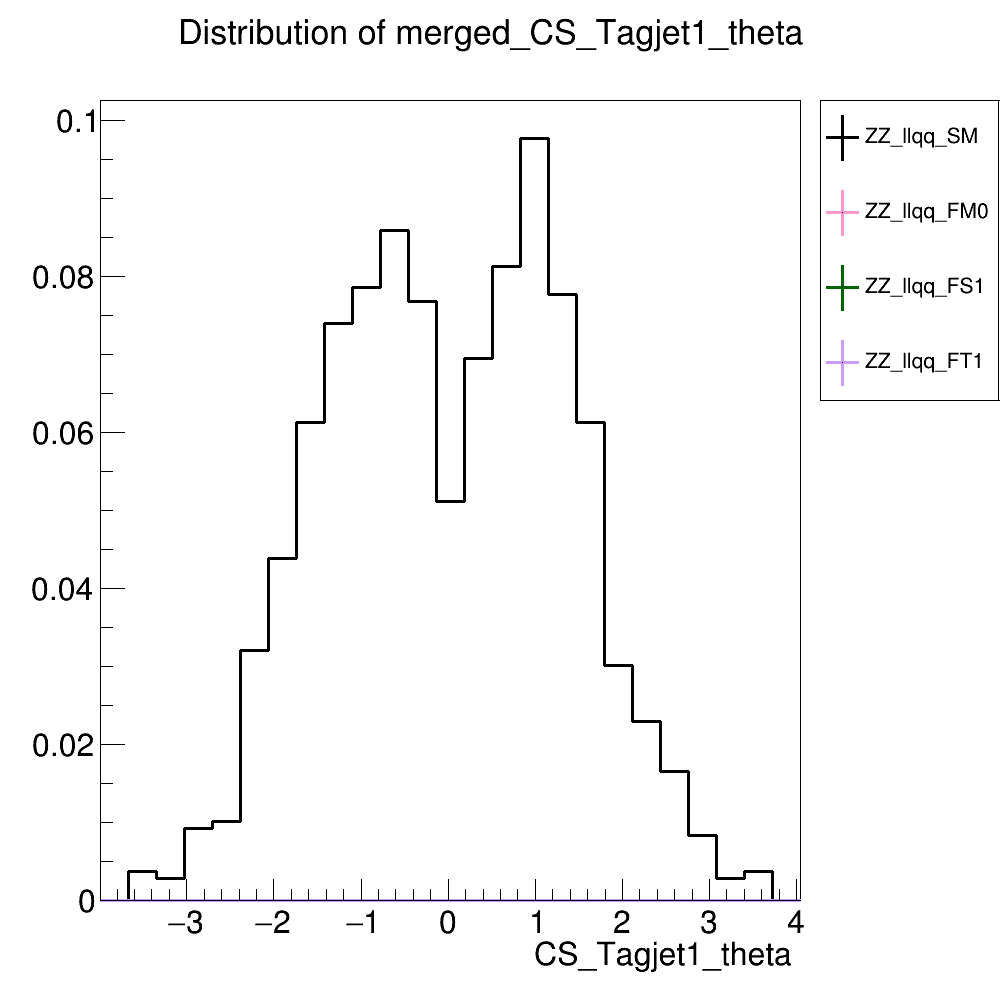 Distribution of merged_CS_Tagjet1_theta
0.1
0.08
0.06
0.04
0.02
0
−3 −2 −1 0 1 2 3 4
CS_Tagjet1_theta
ZZ_llqq_SM
ZZ_llqq_FM0
ZZ_llqq_FS1
ZZ_llqq_FT1